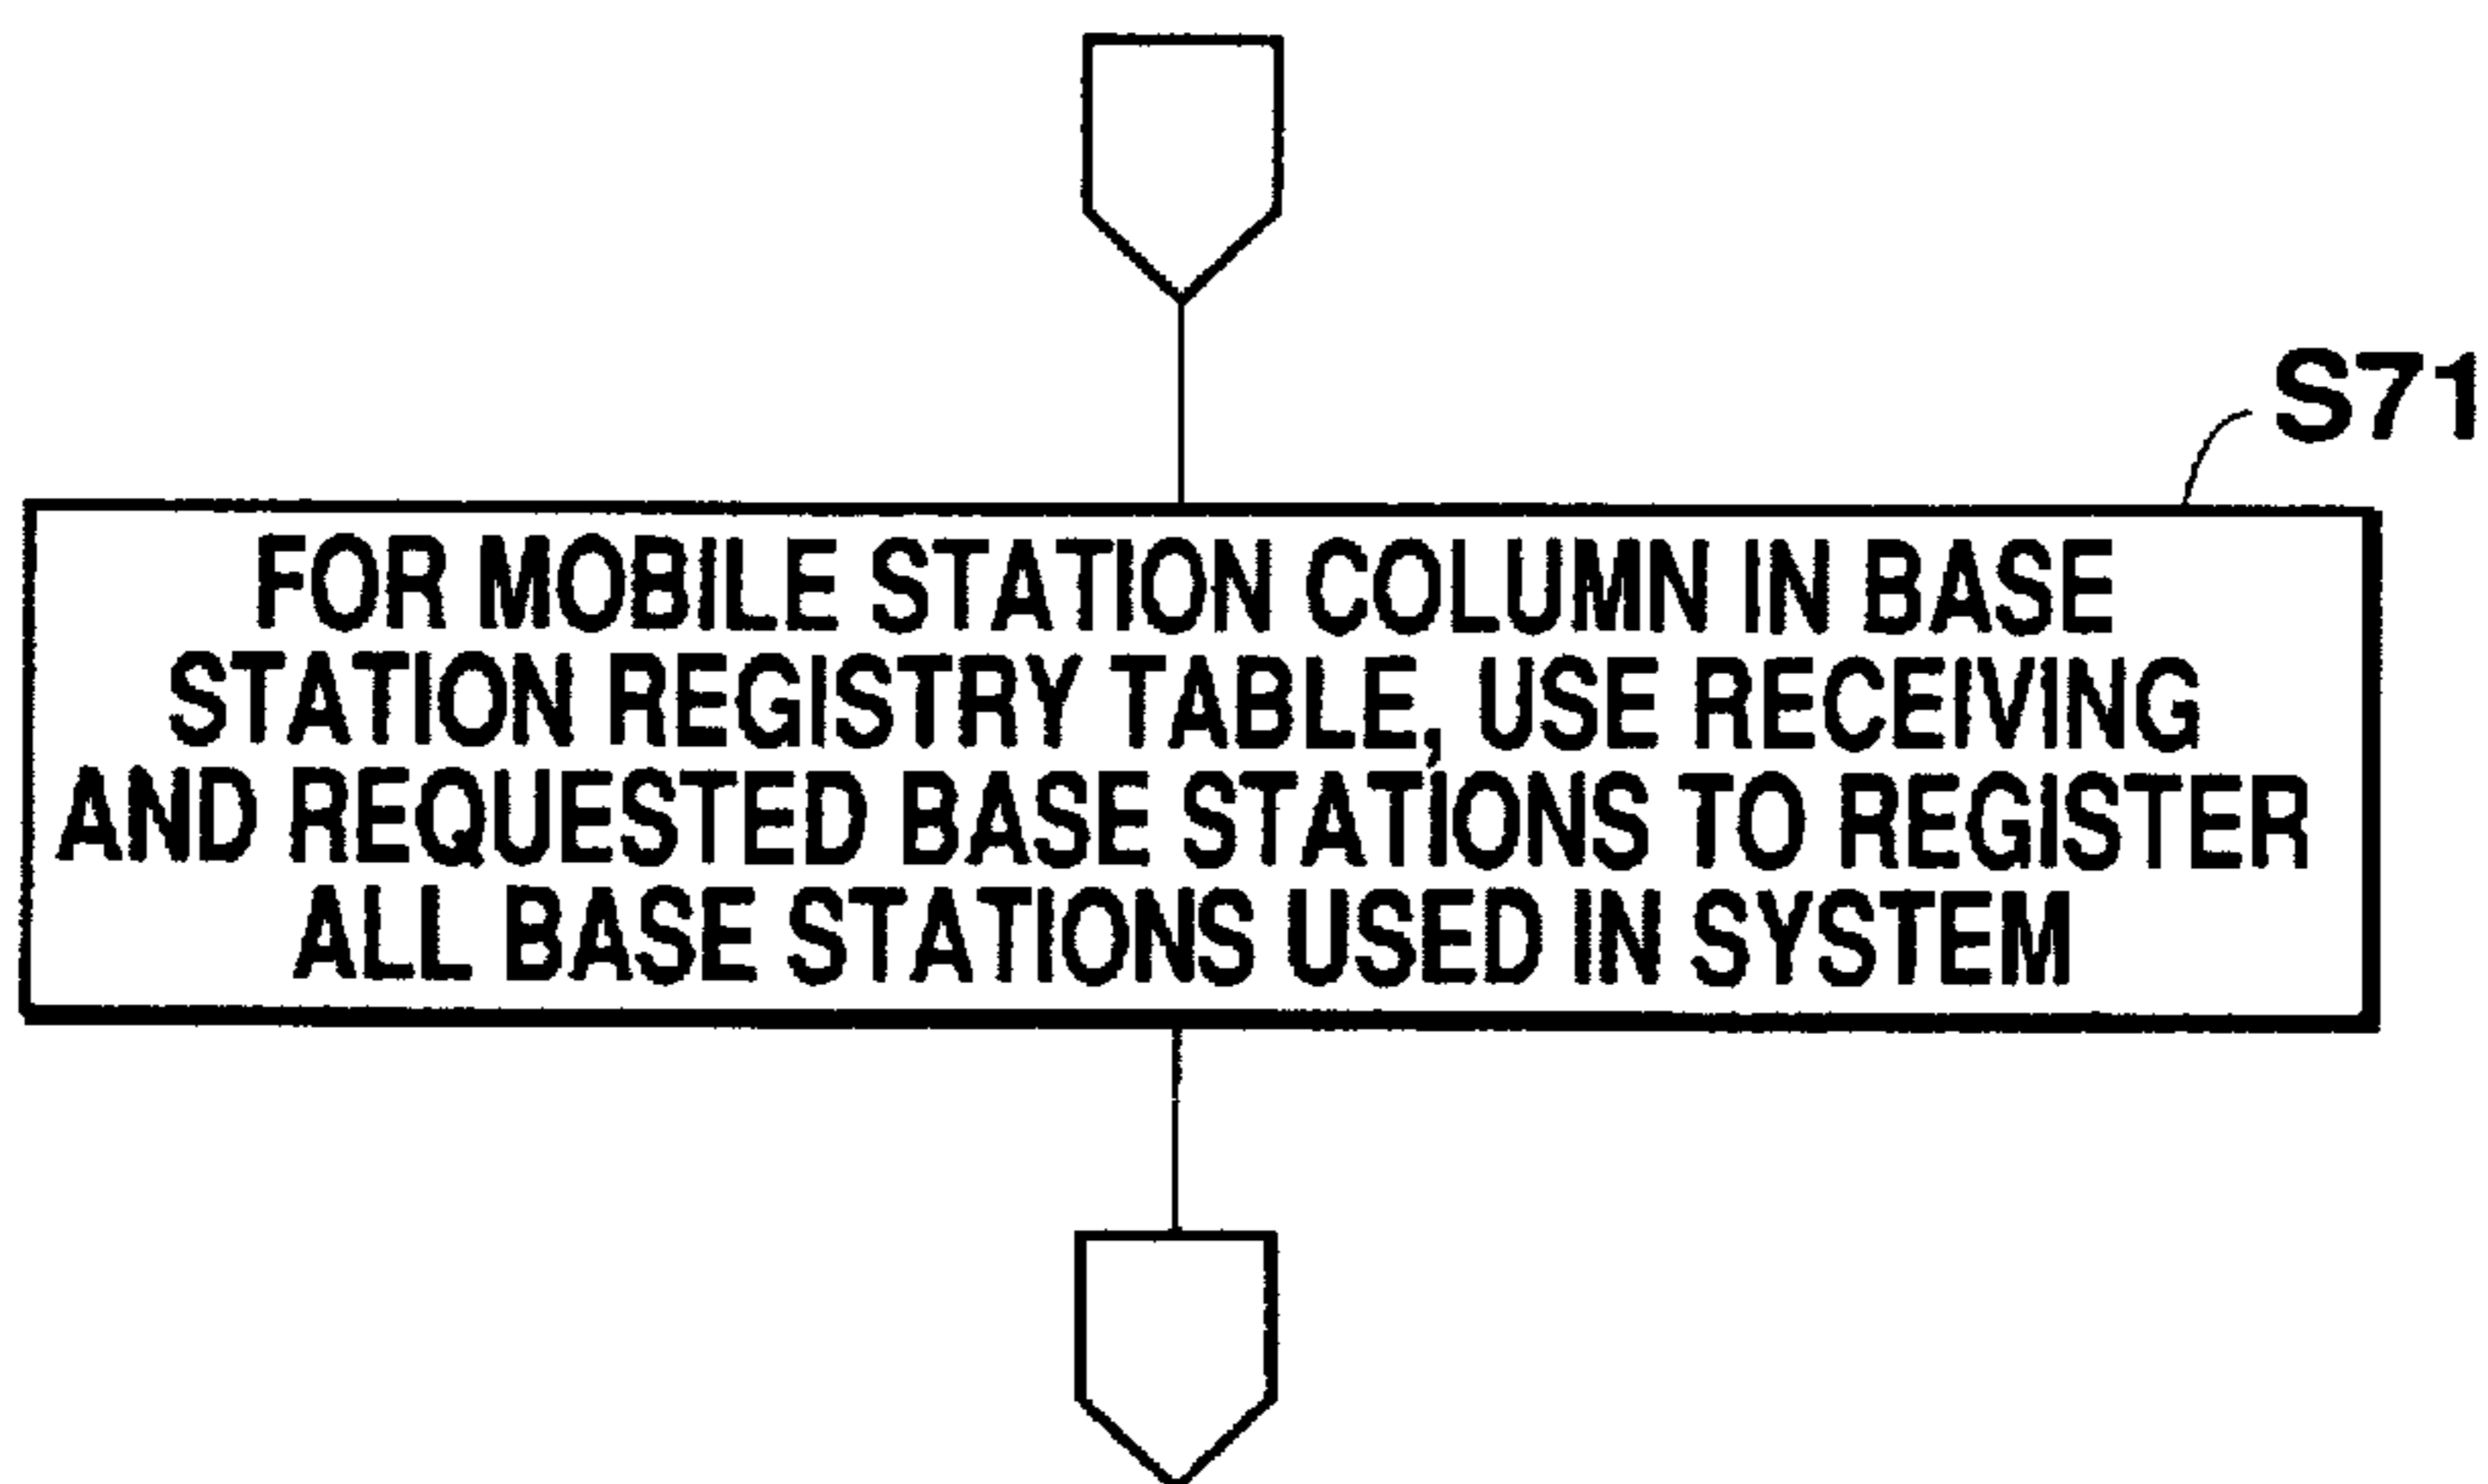 S71
FOR MOBILE STATION COLUMN IN BASE
STATION REGISTRY TABLE, USE RECEIVING
AND REQUESTED BASE STATIONS TO REGISTER
ALL BASE STATIONS USED IN SYSTEM